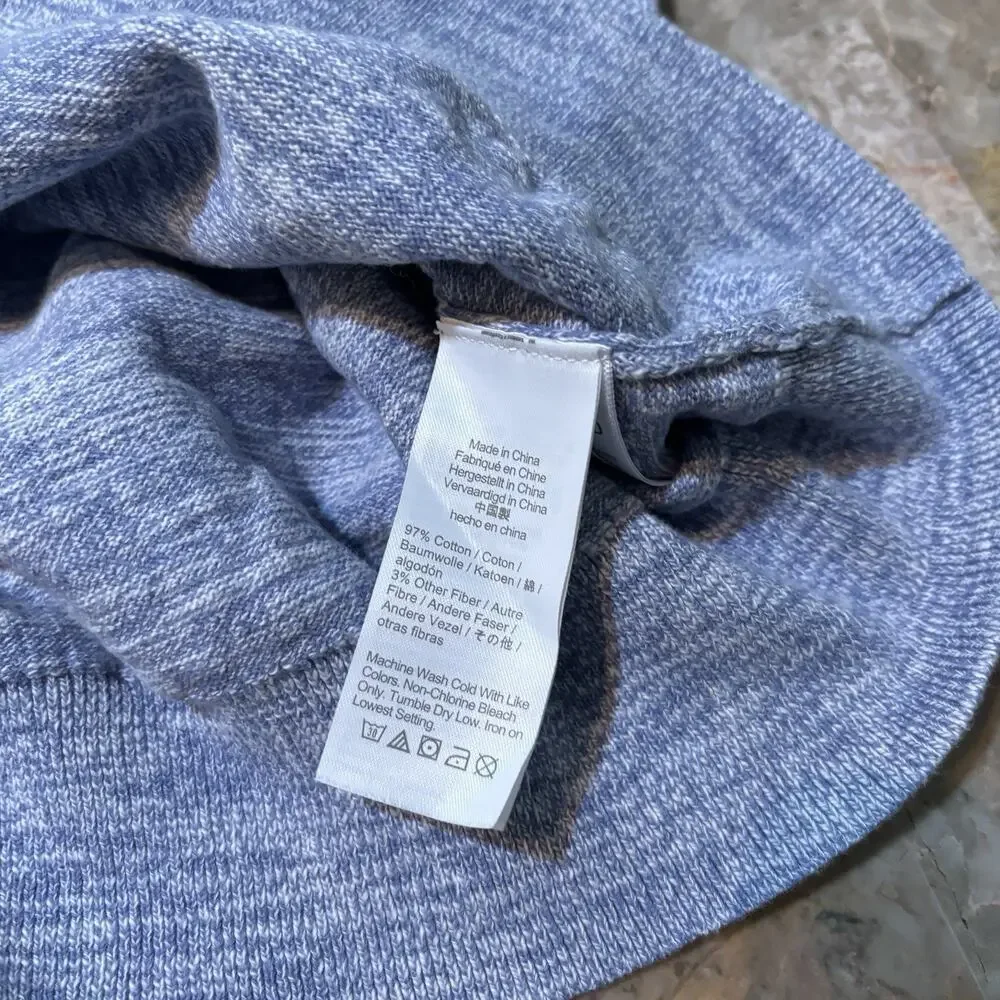 Made in China
Fabriqué en Chine
Hergestellt in China
Vervaardigd in China
中国製
hecho en china
97% Cotton / Coton /
Baumwolle / Katoen / 綿 /
algodón
3% Other Fiber / Autre
Fibre / Andere Faser /
Andere Vezel / その他 /
otras fibras
Machine Wash Cold With Like
Colors. Non-Chlorine Bleach
Only. Tumble Dry Low. Iron on
Lowest Setting.
30